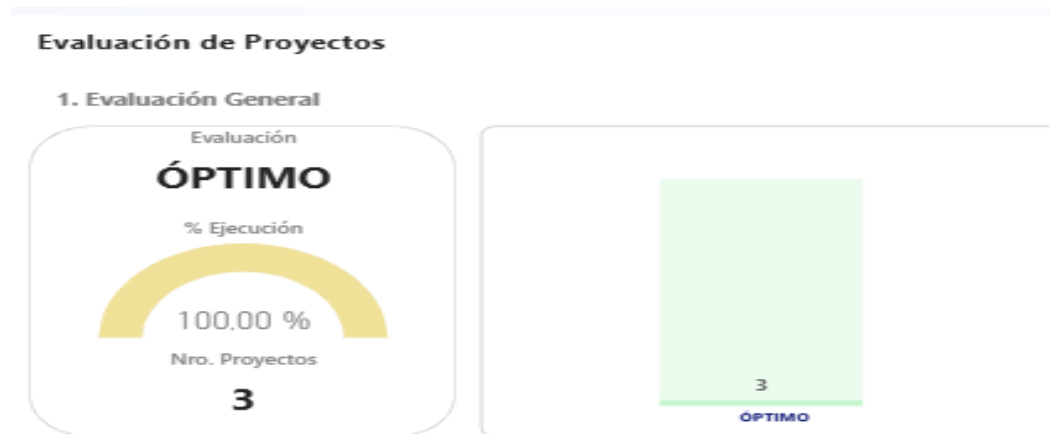 Evaluación de Proyectos
1. Evaluación General
Evaluación
ÓPTIMO
% Ejecución
100,00 %
Nro. Proyectos
3
3
ÓPTIMO